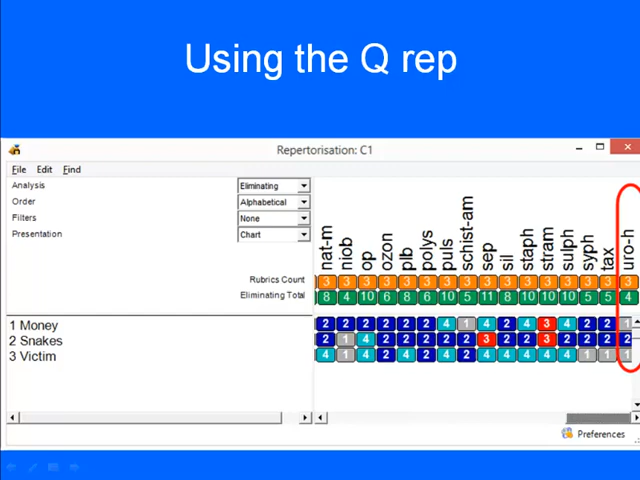 Using the Q rep
Repertorisation: C1
File Edit Find
Analysis Eliminating
Order Alphabetical
Filters None
Presentation Chart
nat-m niob op ozon plb polys puls schist-am sep sil staph stram sulph syph tax uro-h
Rubrics Count 3 3 3 3 3 3 3 3 3 3 3 3 3 3 3 3
Eliminating Total 8 4 10 6 8 6 10 5 11 8 10 10 10 5 5 4
1 Money 2 2 2 2 2 2 4 1 4 2 4 3 4 2 2 1
2 Snakes 2 1 4 2 2 2 2 2 3 2 2 3 2 2 2 2
3 Victim 4 1 4 2 4 2 4 2 4 4 4 4 4 1 1 1
Preferences